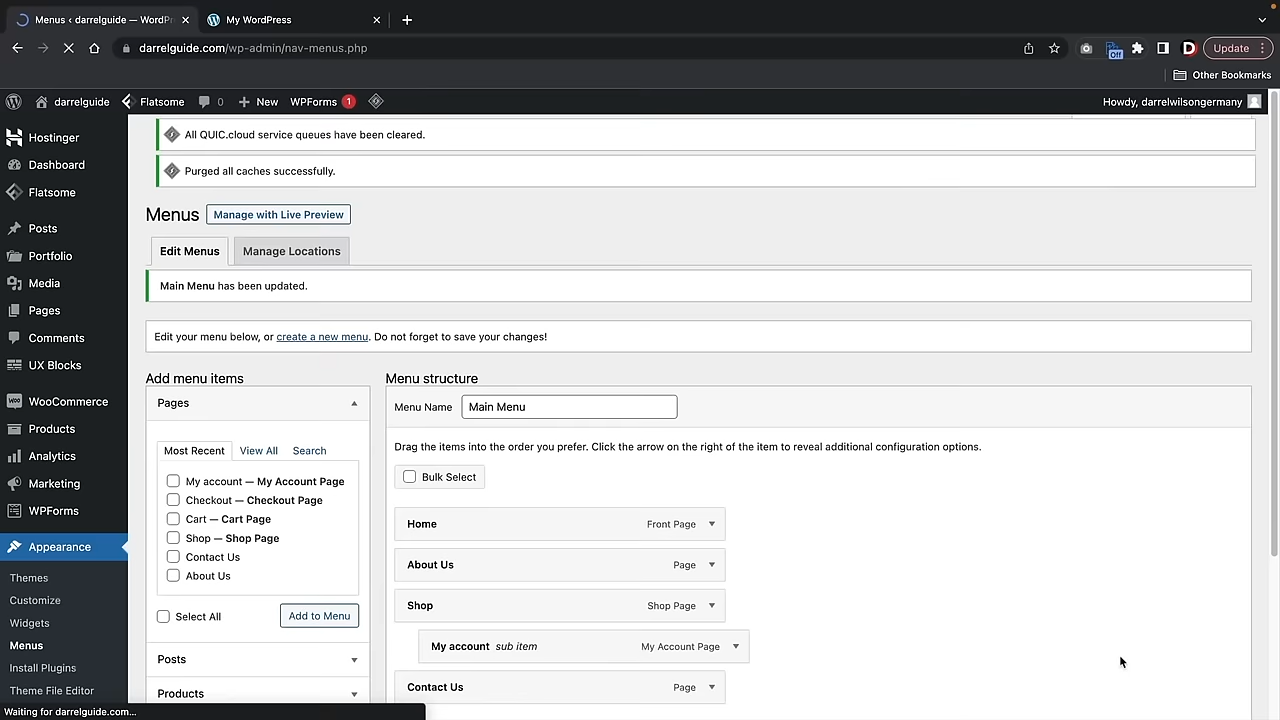 Menus ‹ darrelguide — WordPr
My WordPress
darrelguide.com/wp-admin/nav-menus.php
Update
Off
Other Bookmarks
darrelguide
Flatsome
0
New
WPForms 1
Howdy, darrelwilsongermany
Hostinger
Dashboard
Flatsome
Posts
Portfolio
Media
Pages
Comments
UX Blocks
WooCommerce
Products
Analytics
Marketing
WPForms
Appearance
Themes
Customize
Widgets
Menus
Install Plugins
Theme File Editor
All QUIC.cloud service queues have been cleared.
Purged all caches successfully.
Menus Manage with Live Preview
Edit Menus Manage Locations
Main Menu has been updated.
Edit your menu below, or create a new menu. Do not forget to save your changes!
Add menu items
Pages
Most Recent View All Search
My account — My Account Page
Checkout — Checkout Page
Cart — Cart Page
Shop — Shop Page
Contact Us
About Us
Select All Add to Menu
Posts
Products
Menu structure
Menu Name Main Menu
Drag the items into the order you prefer. Click the arrow on the right of the item to reveal additional configuration options.
Bulk Select
Home Front Page
About Us Page
Shop Shop Page
My account sub item My Account Page
Contact Us Page
Waiting for darrelguide.com...